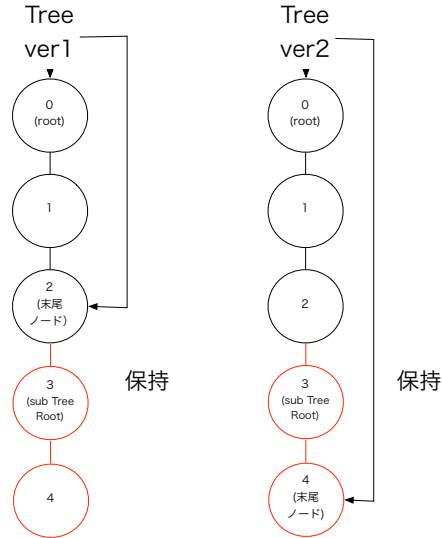 Tree
ver1
0
(root)
1
2
(末尾
ノード）
3
(sub Tree
Root)
4
保持
Tree
ver2
0
(root)
1
2
3
(sub Tree
Root)
4
(末尾
ノード)
保持